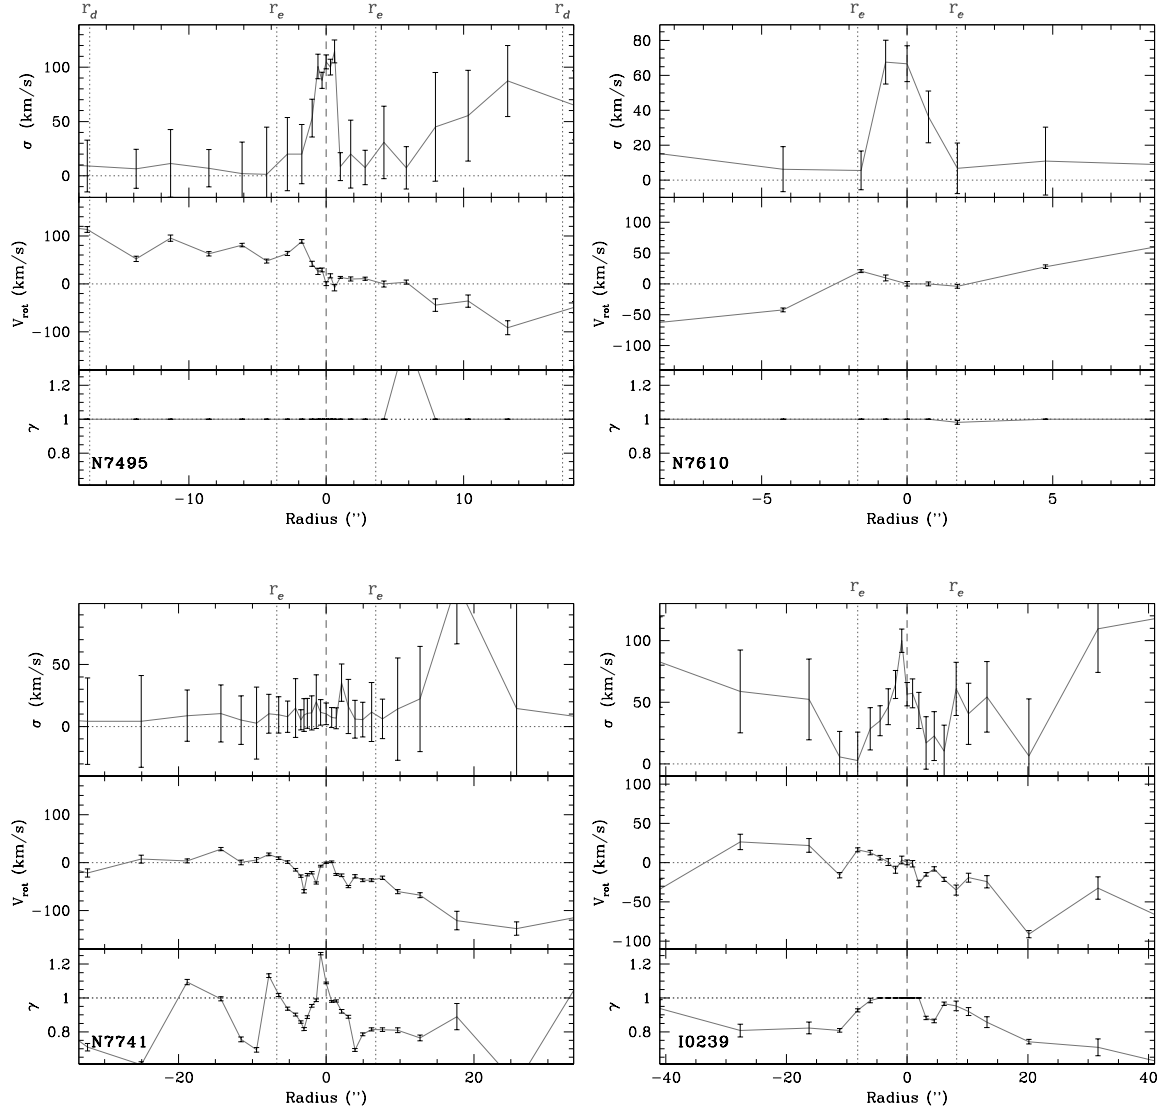 r_d r_e r_e r_d
100
50
0
σ (km/s)
100
0
−100
V_rot (km/s)
1.2
1
0.8
γ
N7495
−10 0 10
Radius (")
r_e r_e
80
60
40
20
0
σ (km/s)
100
50
0
−50
−100
V_rot (km/s)
1.2
1
0.8
γ
N7610
−5 0 5
Radius (")
r_e r_e
50
0
σ (km/s)
100
0
−100
V_rot (km/s)
1.2
1
0.8
γ
N7741
−20 0 20
Radius (")
r_e r_e
100
50
0
σ (km/s)
100
50
0
−50
−100
V_rot (km/s)
1.2
1
0.8
γ
I0239
−40 −20 0 20 40
Radius (")